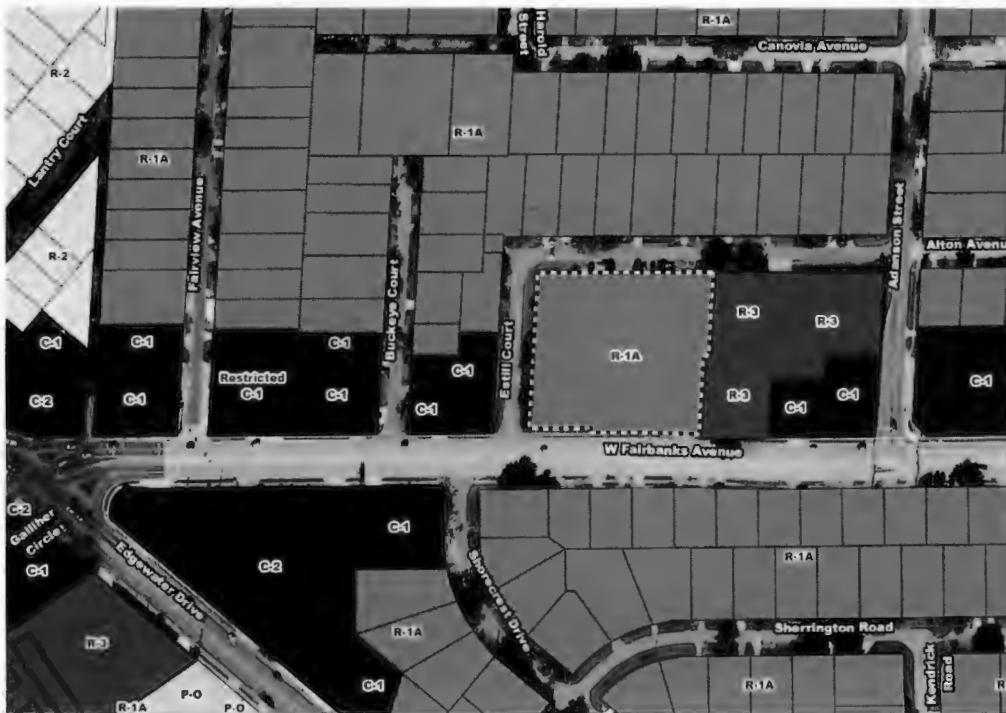 R-1A
Harold
Street
Canovia Avenue
R-2
Lantry Court
R-1A
R-1A
Fairview Avenue
Buckeye Court
Adanson Street
Alton Avenu
R-2
Estill Court
R-3
R-3
R-1A
C-1
C-1
C-1
C-1
Restricted
C-1
C-1
C-1
C-1
C-2
C-1
R-3
C-1
C-1
C-1
W Fairbanks Avenue
C-2
Galliher
Circle
C-1
Edgewater Drive
C-1
C-2
Shorecrest Drive
R-1A
R-1A
Sherrington Road
R-3
C-1
Kendrick
Road
R-1A
R
P-O
R-1A
P-O